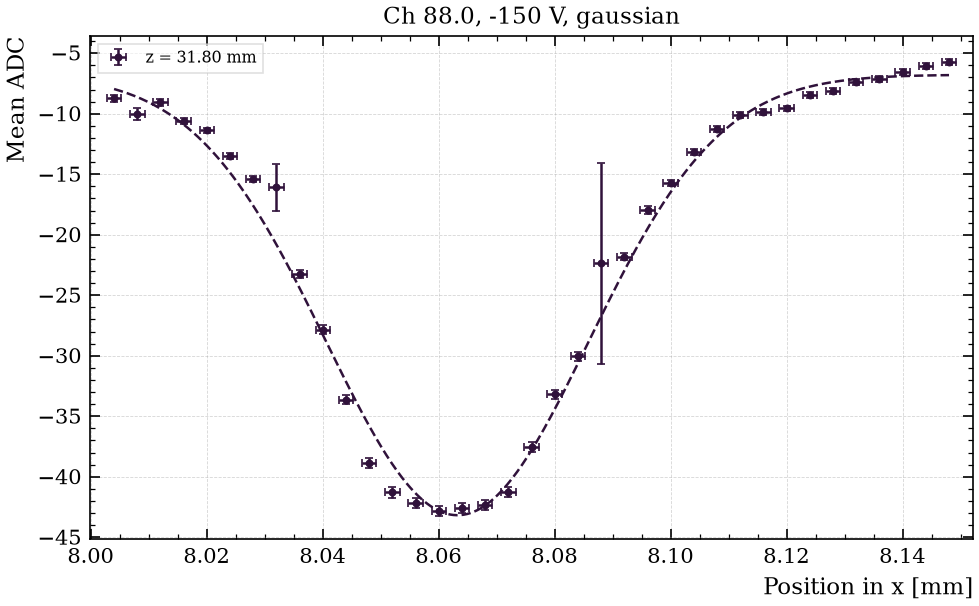 Ch 88.0, -150 V, gaussian
Mean ADC
z = 31.80 mm
−5
−10
−15
−20
−25
−30
−35
−40
−45
8.00 8.02 8.04 8.06 8.08 8.10 8.12 8.14
Position in x [mm]